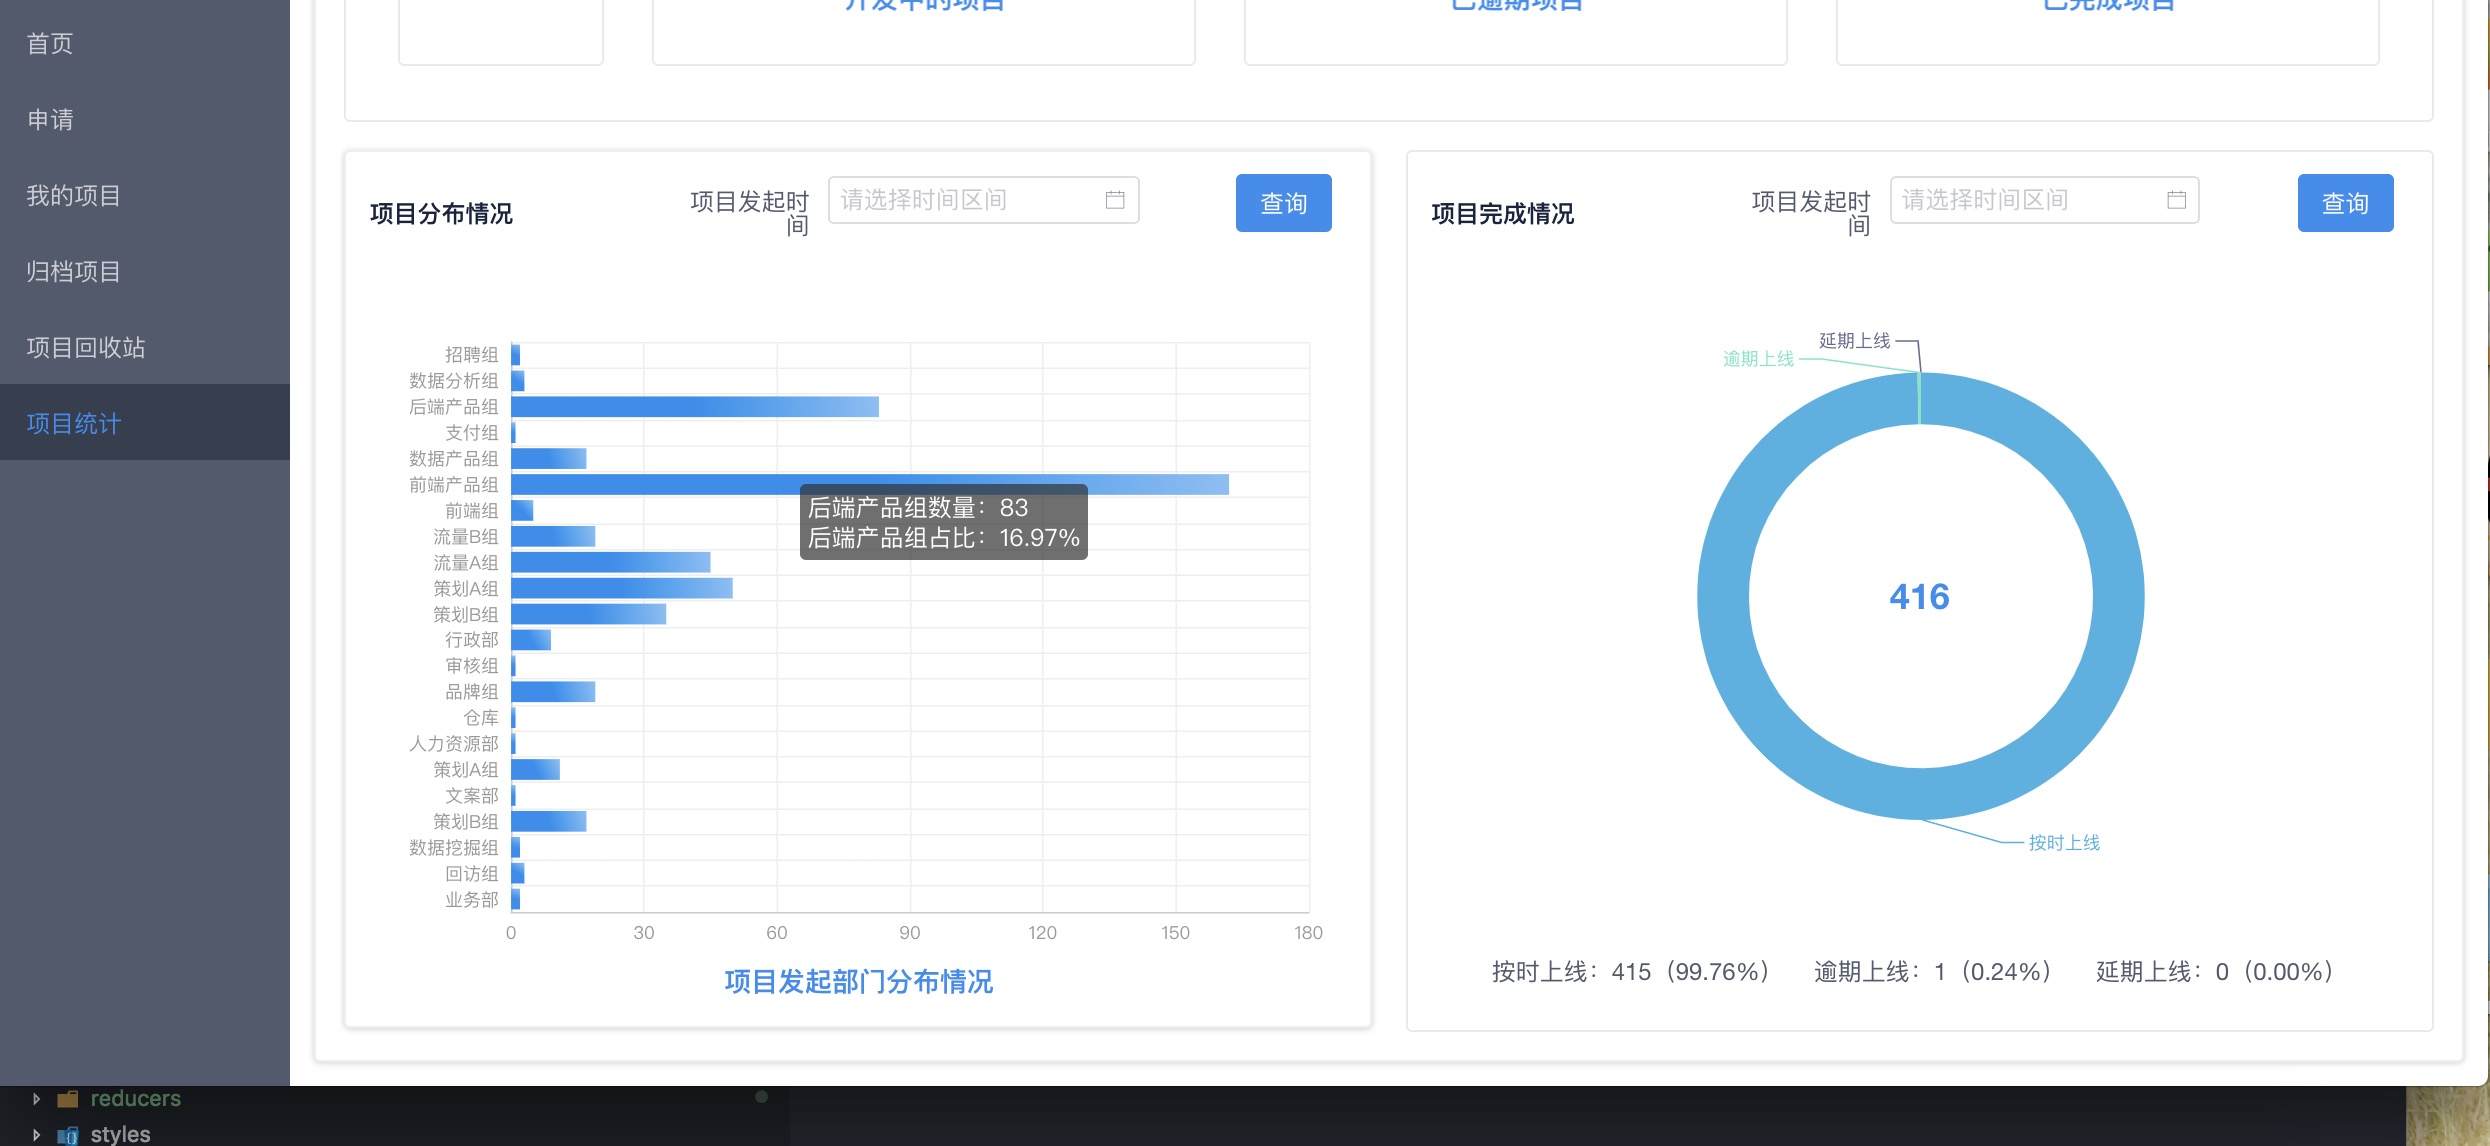 开发中的项目
已逾期项目
已完成项目
首页
申请
我的项目
归档项目
项目回收站
项目统计
项目分布情况
项目发起时
间
请选择时间区间
查询
招聘组
数据分析组
后端产品组
支付组
数据产品组
前端产品组
前端组
流量B组
流量A组
策划A组
策划B组
行政部
审核组
品牌组
仓库
人力资源部
策划A组
文案部
策划B组
数据挖掘组
回访组
业务部
后端产品组数量：83
后端产品组占比：16.97%
0 30 60 90 120 150 180
项目发起部门分布情况
项目完成情况
项目发起时
间
请选择时间区间
查询
延期上线
逾期上线
416
按时上线
按时上线：415（99.76%） 逾期上线：1（0.24%） 延期上线：0（0.00%）
reducers
styles